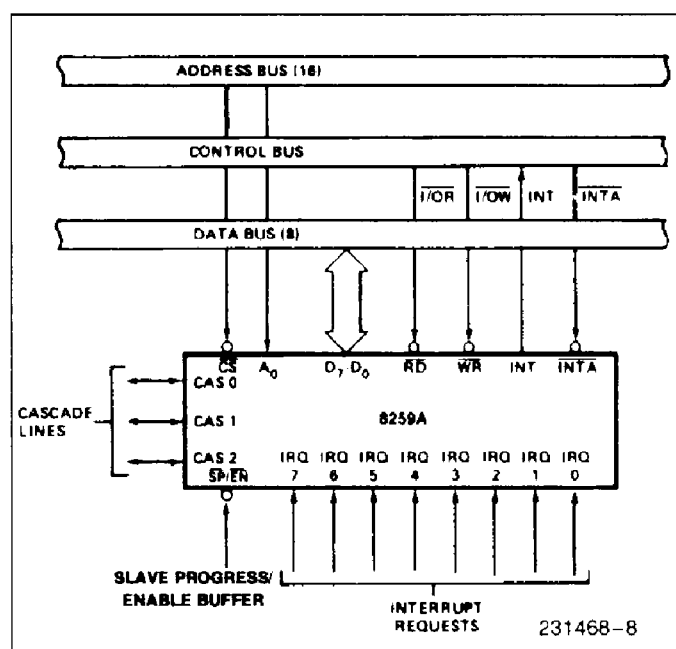 ADDRESS BUS (16)
CONTROL BUS
I/OR I/OW INT INTA
DATA BUS (8)
CS A0 D7-D0 RD WR INT INTA
CAS 0
CASCADE LINES
CAS 1
8259A
CAS 2
SP/EN
IRQ 7 IRQ 6 IRQ 5 IRQ 4 IRQ 3 IRQ 2 IRQ 1 IRQ 0
SLAVE PROGRESS/
ENABLE BUFFER
INTERRUPT
REQUESTS
231468-8